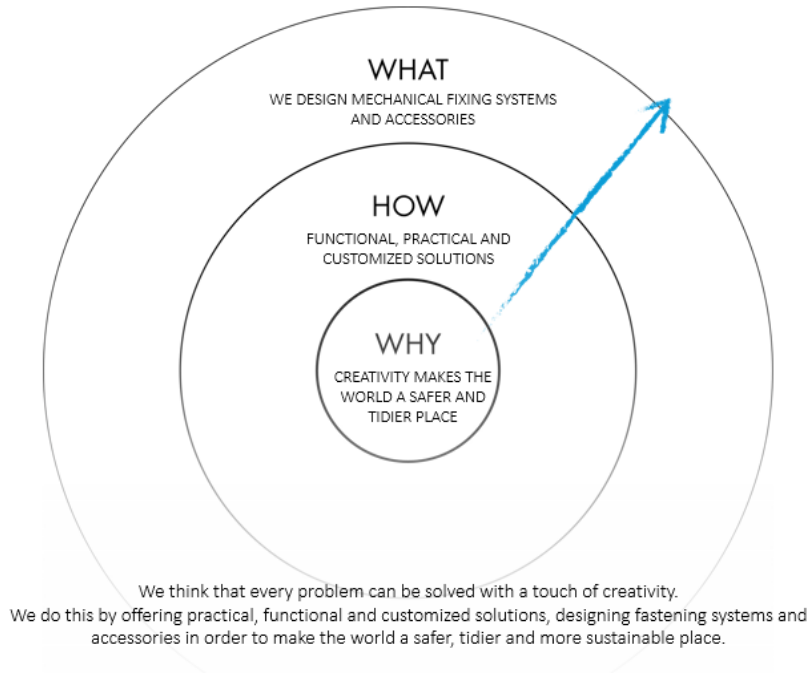 WHAT
WE DESIGN MECHANICAL FIXING SYSTEMS
AND ACCESSORIES
HOW
FUNCTIONAL, PRACTICAL AND
CUSTOMIZED SOLUTIONS
WHY
CREATIVITY MAKES THE
WORLD A SAFER AND
TIDIER PLACE
We think that every problem can be solved with a touch of creativity.
We do this by offering practical, functional and customized solutions, designing fastening systems and
accessories in order to make the world a safer, tidier and more sustainable place.